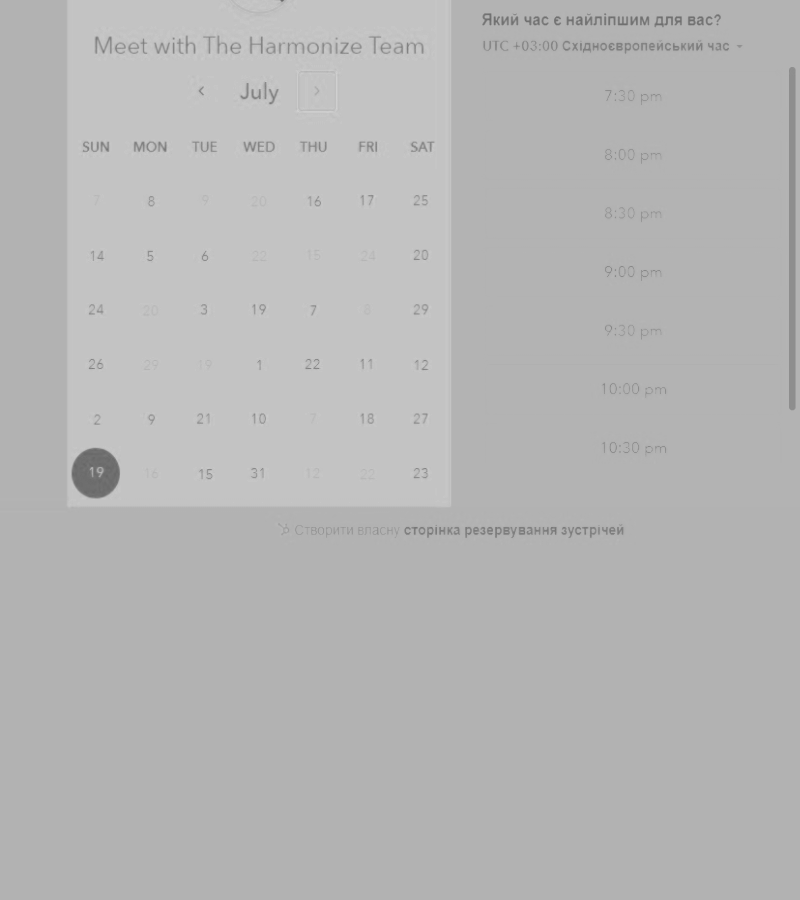 Meet with The Harmonize Team
July
SUN MON TUE WED THU FRI SAT
7 8 9 20 16 17 25
14 5 6 22 15 24 20
24 20 3 19 7 8 29
26 29 19 1 22 11 12
2 9 21 10 7 18 27
19 16 15 31 12 22 23
Який час є найліпшим для вас?
UTC +03:00 Східноєвропейський час
7:30 pm
8:00 pm
8:30 pm
9:00 pm
9:30 pm
10:00 pm
10:30 pm
Створити власну сторінка резервування зустрічей